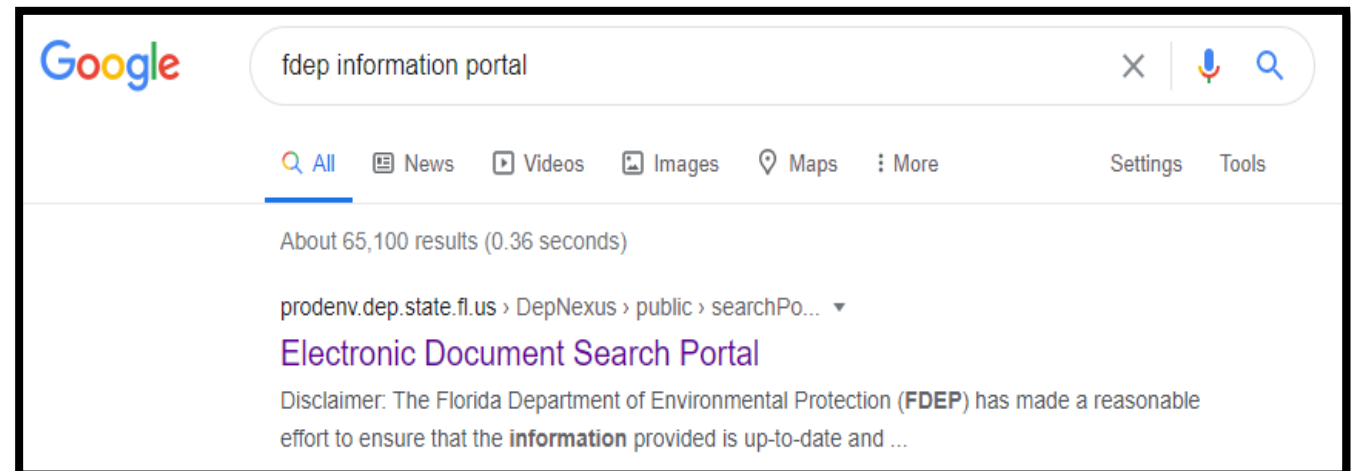 Google
fdep information portal
All News Videos Images Maps More Settings Tools
About 65,100 results (0.36 seconds)
prodenv.dep.state.fl.us › DepNexus › public › searchPo...
Electronic Document Search Portal
Disclaimer: The Florida Department of Environmental Protection (FDEP) has made a reasonable
effort to ensure that the information provided is up-to-date and ...